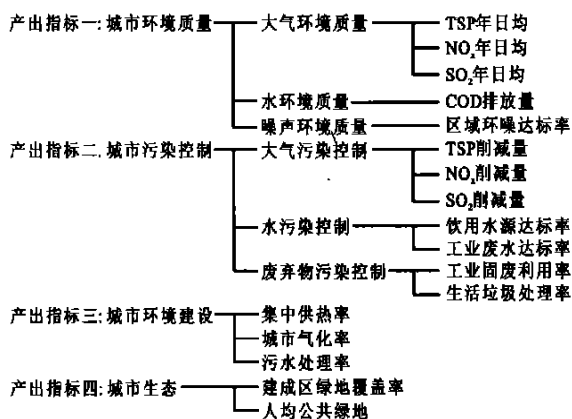 产出指标一:城市环境质量 大气环境质量 TSP年日均
NOx年日均
SO2年日均
水环境质量 COD排放量
噪声环境质量 区域环噪达标率
产出指标二.城市污染控制 大气污染控制 TSP削减量
NOx削减量
SO2削减量
水污染控制 饮用水源达标率
工业废水达标率
废弃物污染控制 工业固废利用率
生活垃圾处理率
产出指标三:城市环境建设 集中供热率
城市气化率
污水处理率
产出指标四:城市生态 建成区绿地覆盖率
人均公共绿地